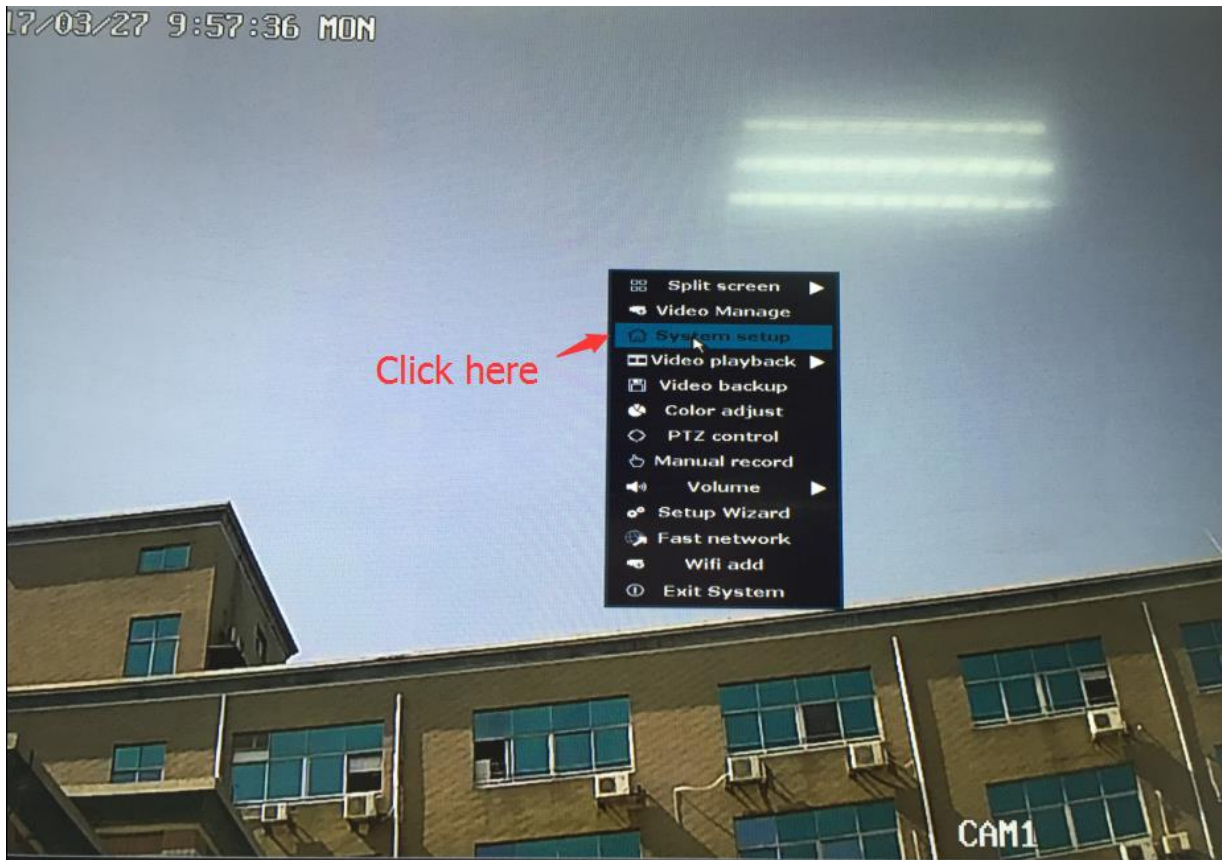 17/03/27 9:57:36 MON
Split screen
Video Manage
System setup
Click here
Video playback
Video backup
Color adjust
PTZ control
Manual record
Volume
Setup Wizard
Fast network
Wifi add
Exit System
CAM1